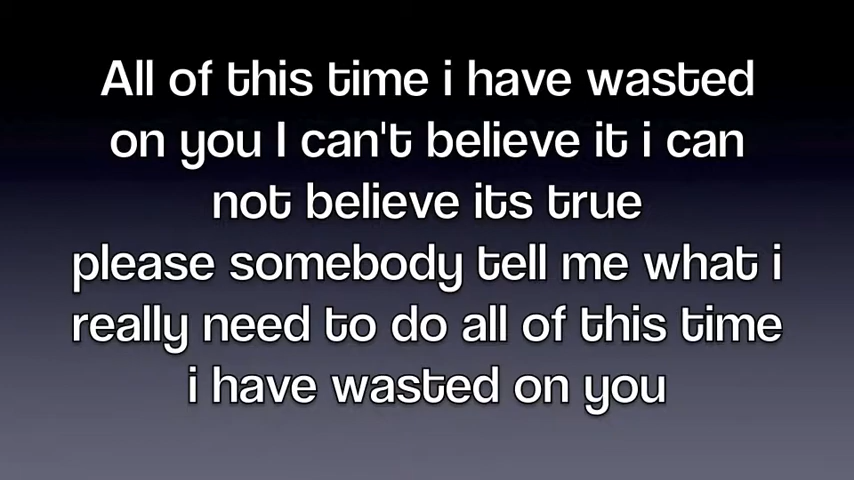 All of this time i have wasted
on you I can't believe it i can
not believe its true
please somebody tell me what i
really need to do all of this time
i have wasted on you